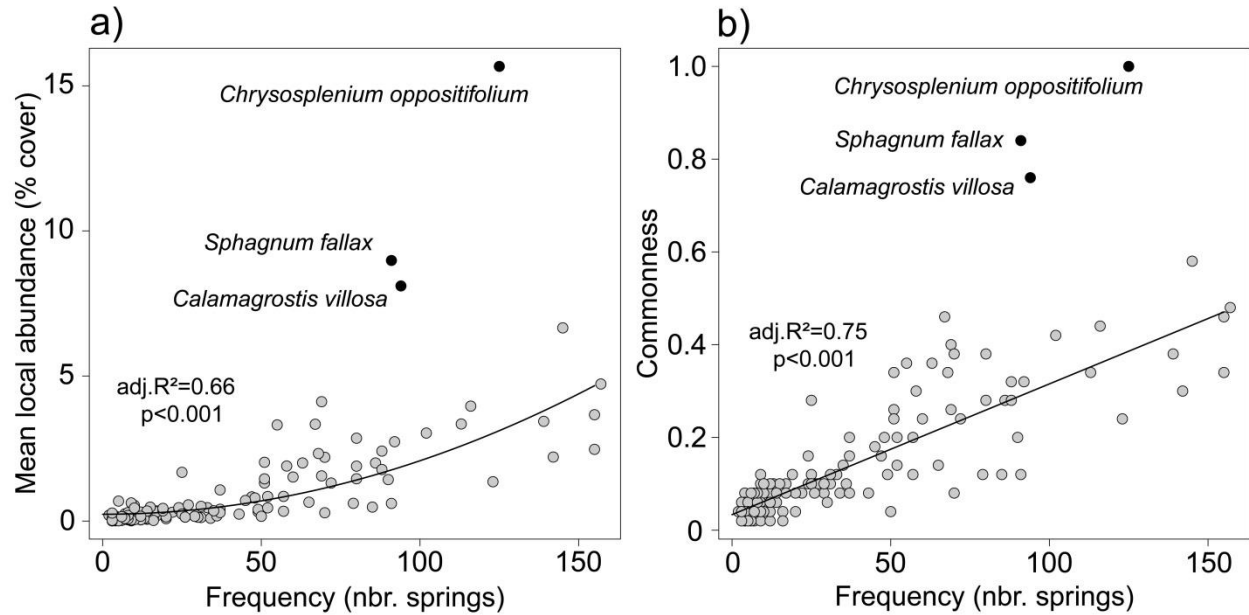 a)
Mean local abundance (% cover)
15
10
5
0
Chrysosplenium oppositifolium
Sphagnum fallax
Calamagrostis villosa
adj.R²=0.66
p<0.001
0
50
100
150
Frequency (nbr. springs)
b)
Commonness
1.0
0.8
0.6
0.4
0.2
0
Chrysosplenium oppositifolium
Sphagnum fallax
Calamagrostis villosa
adj.R²=0.75
p<0.001
0
50
100
150
Frequency (nbr. springs)